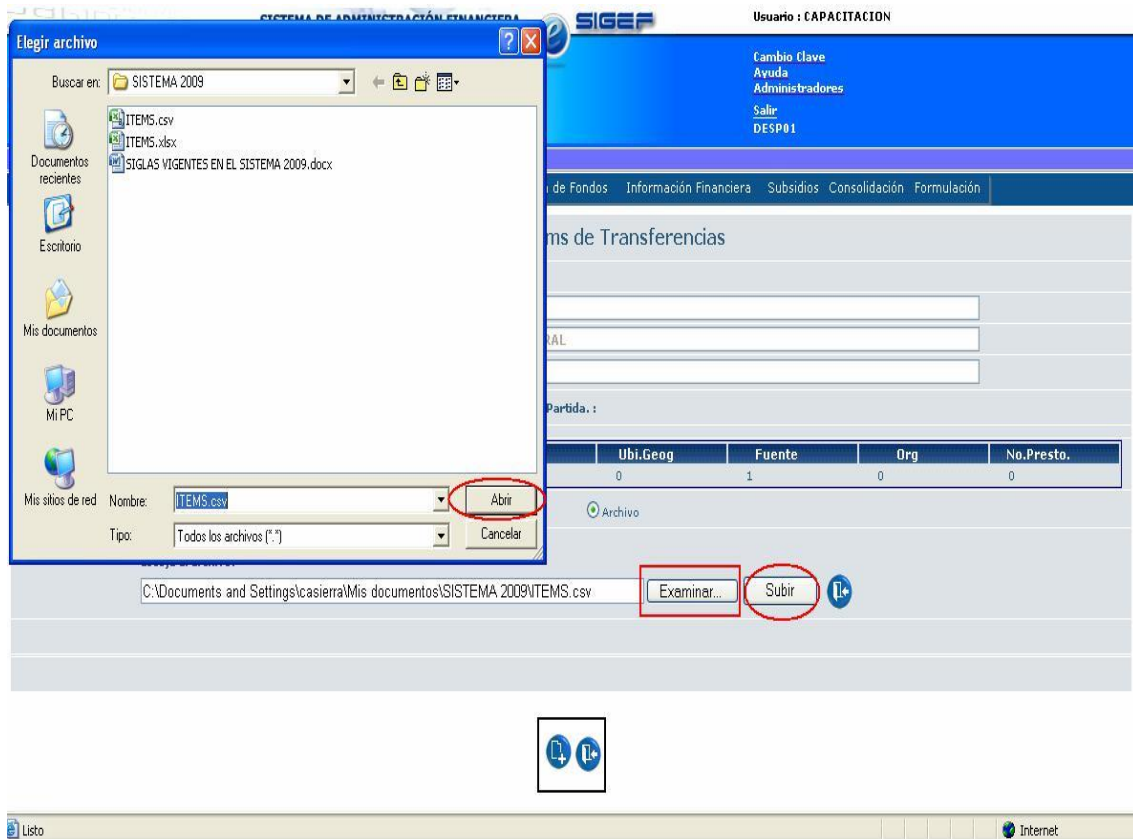 SISTEMA DE ADMINISTRACIÓN FINANCIERA
SIGEF
Usuario : CAPACITACION
Elegir archivo
Cambio Clave
Ayuda
Administradores
Salir
DESP01
Buscar en:
SISTEMA 2009
ITEMS.csv
ITEMS.xlsx
SIGLAS VIGENTES EN EL SISTEMA 2009.docx
Documentos
recientes
Escritorio
Mis documentos
Mi PC
Mis sitios de red
Nombre:
ITEMS.csv
Abrir
Tipo:
Todos los archivos (*.*)
Cancelar
de Fondos Información Financiera Subsidios Consolidación Formulación
ms de Transferencias
RAL
Partida. :
Ubi.Geog Fuente Org No.Presto.
0 1 0 0
Archivo
C:\Documents and Settings\casierra\Mis documentos\SISTEMA 2009\ITEMS.csv
Examinar...
Subir
Listo
Internet